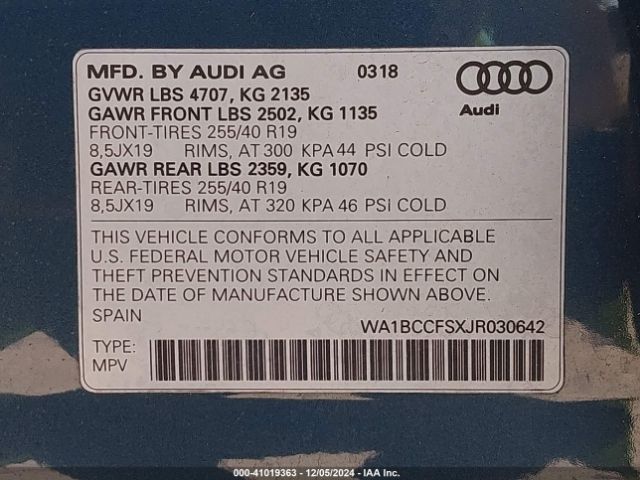 MFD. BY AUDI AG 0318
GVWR LBS 4707, KG 2135
GAWR FRONT LBS 2502, KG 1135
Audi
FRONT-TIRES 255/40 R19
8,5JX19 RIMS, AT 300 KPA 44 PSI COLD
GAWR REAR LBS 2359, KG 1070
REAR-TIRES 255/40 R19
8,5JX19 RIMS, AT 320 KPA 46 PSI COLD
THIS VEHICLE CONFORMS TO ALL APPLICABLE
U.S. FEDERAL MOTOR VEHICLE SAFETY AND
THEFT PREVENTION STANDARDS IN EFFECT ON
THE DATE OF MANUFACTURE SHOWN ABOVE.
SPAIN WA1BCCFSXJR030642
TYPE:
MPV
000-41019363 - 12/05/2024 - IAA Inc.